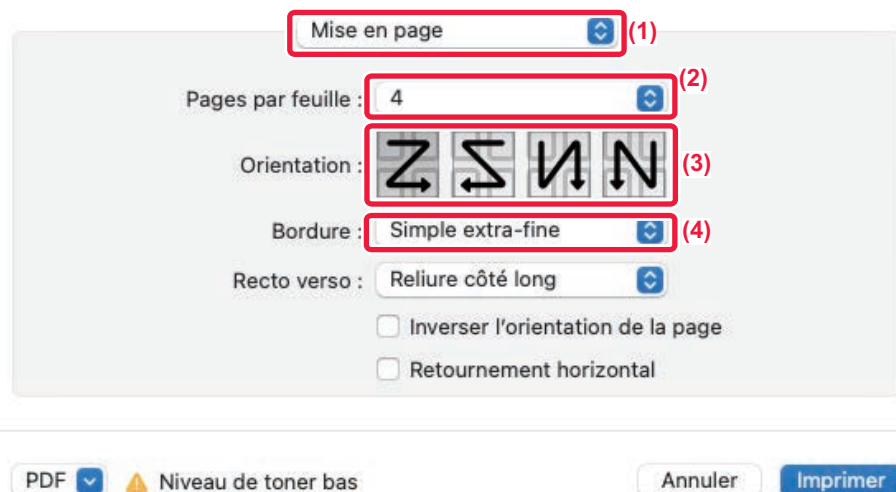 Mise en page (1)
Pages par feuille : 4 (2)
Orientation : (3)
Bordure : Simple extra-fine (4)
Recto verso : Reliure côté long
Inverser l'orientation de la page
Retournement horizontal
PDF Niveau de toner bas Annuler Imprimer